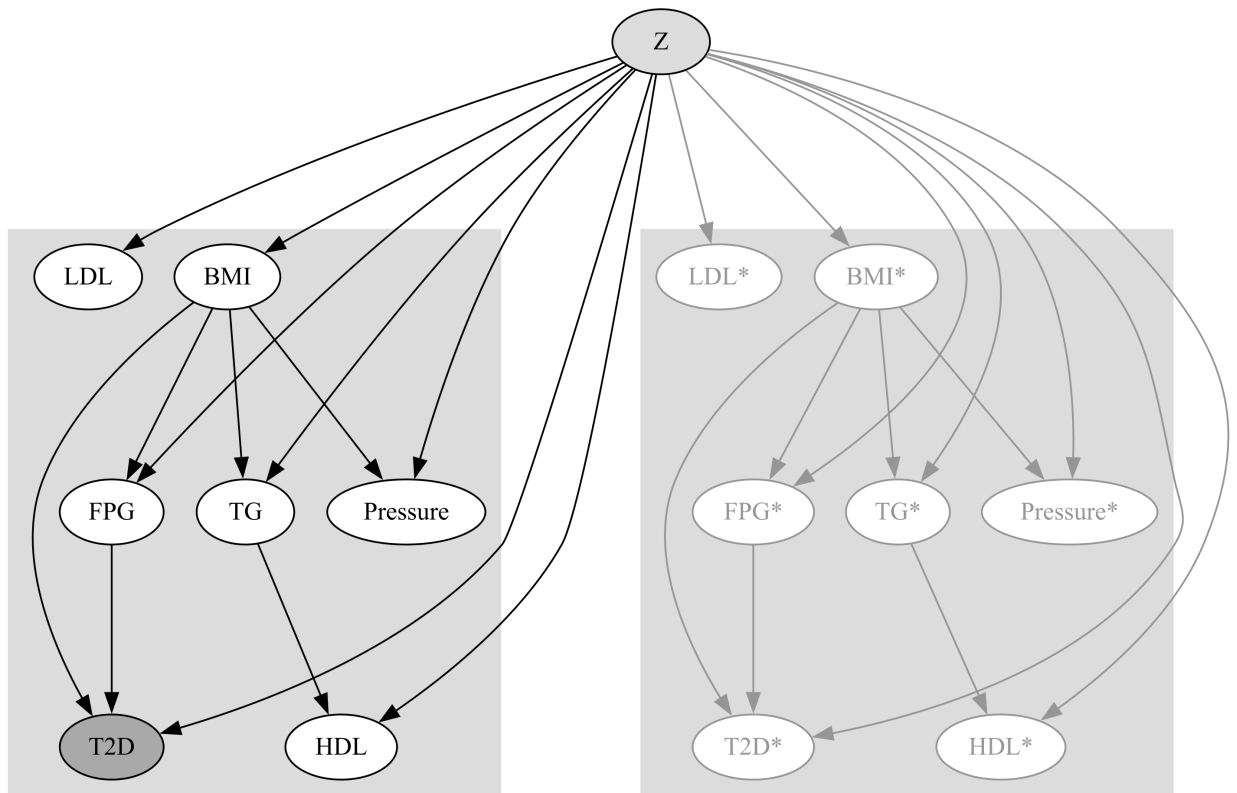 Z
LDL
BMI
LDL*
BMI*
FPG
TG
Pressure
FPG*
TG*
Pressure*
T2D
HDL
T2D*
HDL*